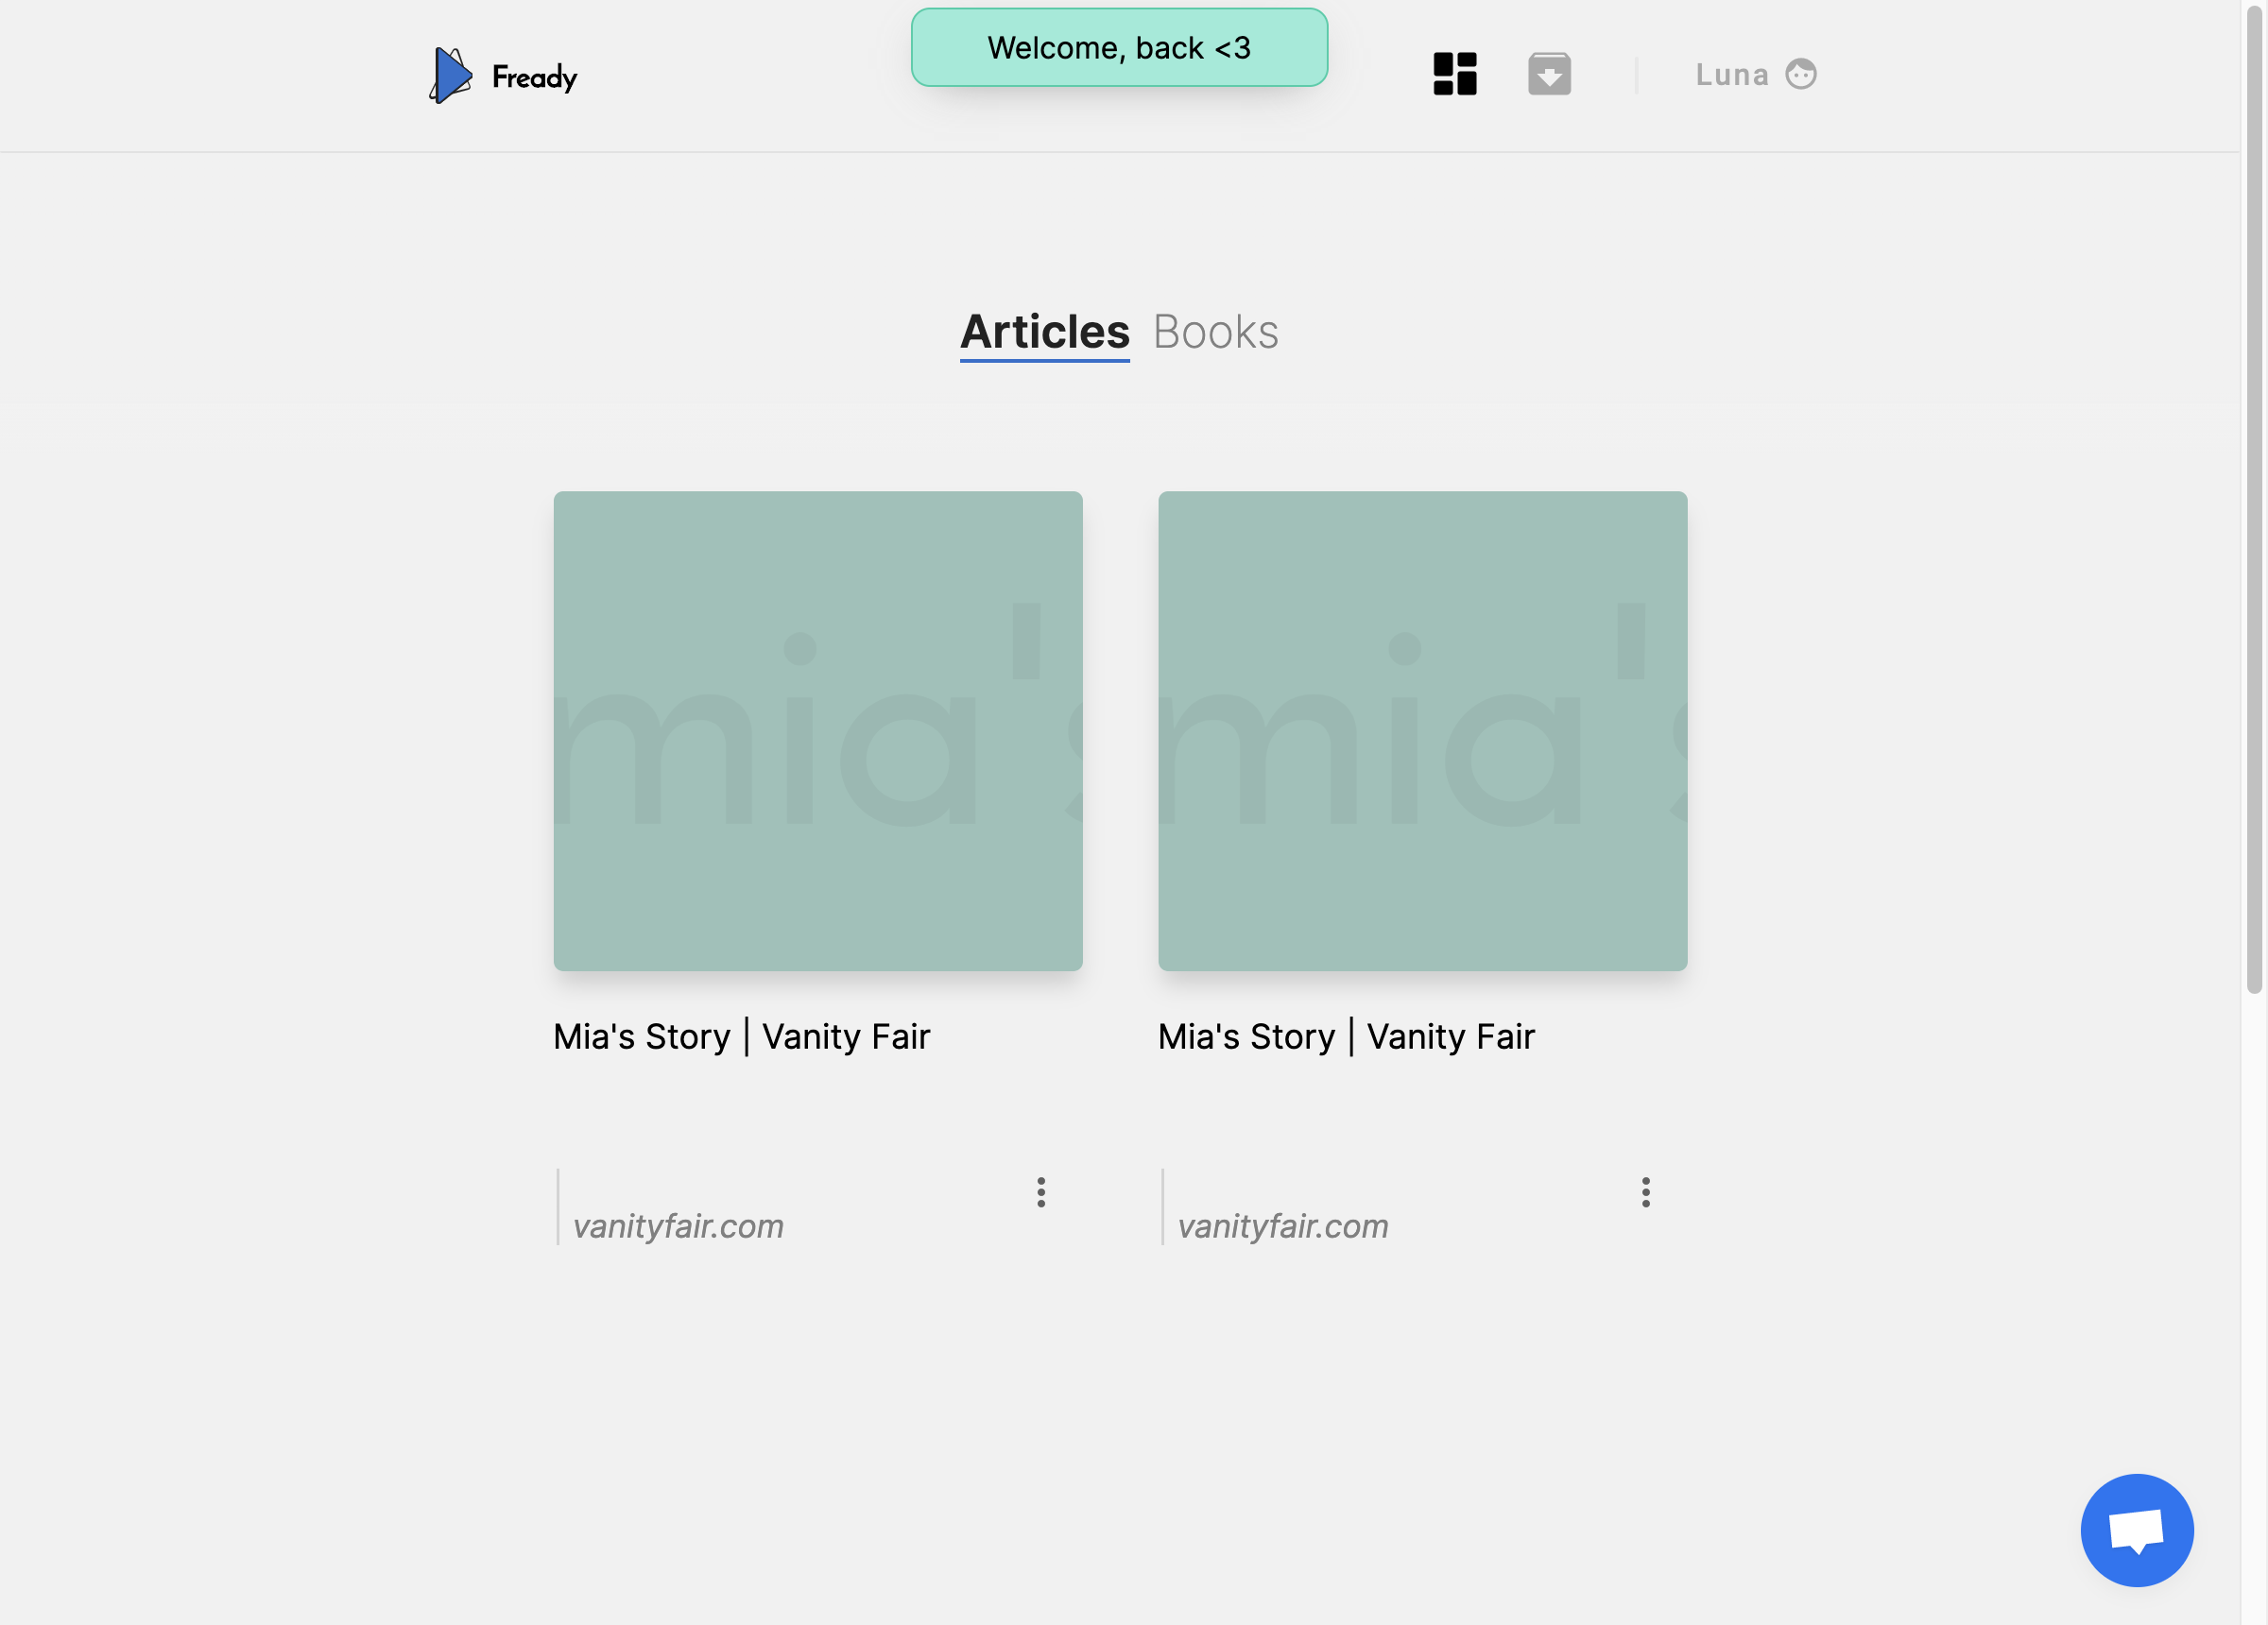 Fready
Welcome, back <3
Luna
Articles Books
mia's
mia's
Mia's Story | Vanity Fair
Mia's Story | Vanity Fair
vanityfair.com
vanityfair.com